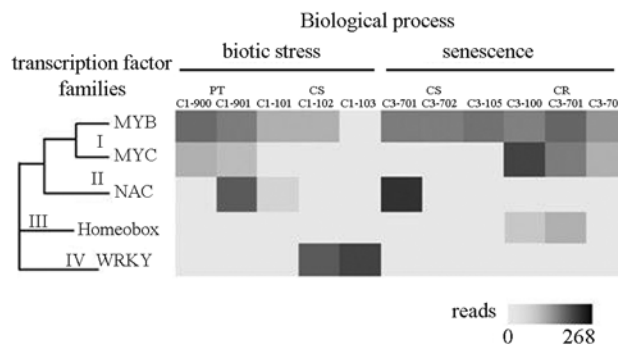 Biological process
biotic stress senescence
transcription factor
families
PT CS CS CR
C1-900 C1-901 C1-101 C1-102 C1-103 C3-701 C3-702 C3-105 C3-100 C3-701 C3-70
MYB
I
MYC
II
NAC
III
Homeobox
IV WRKY
reads
0 268